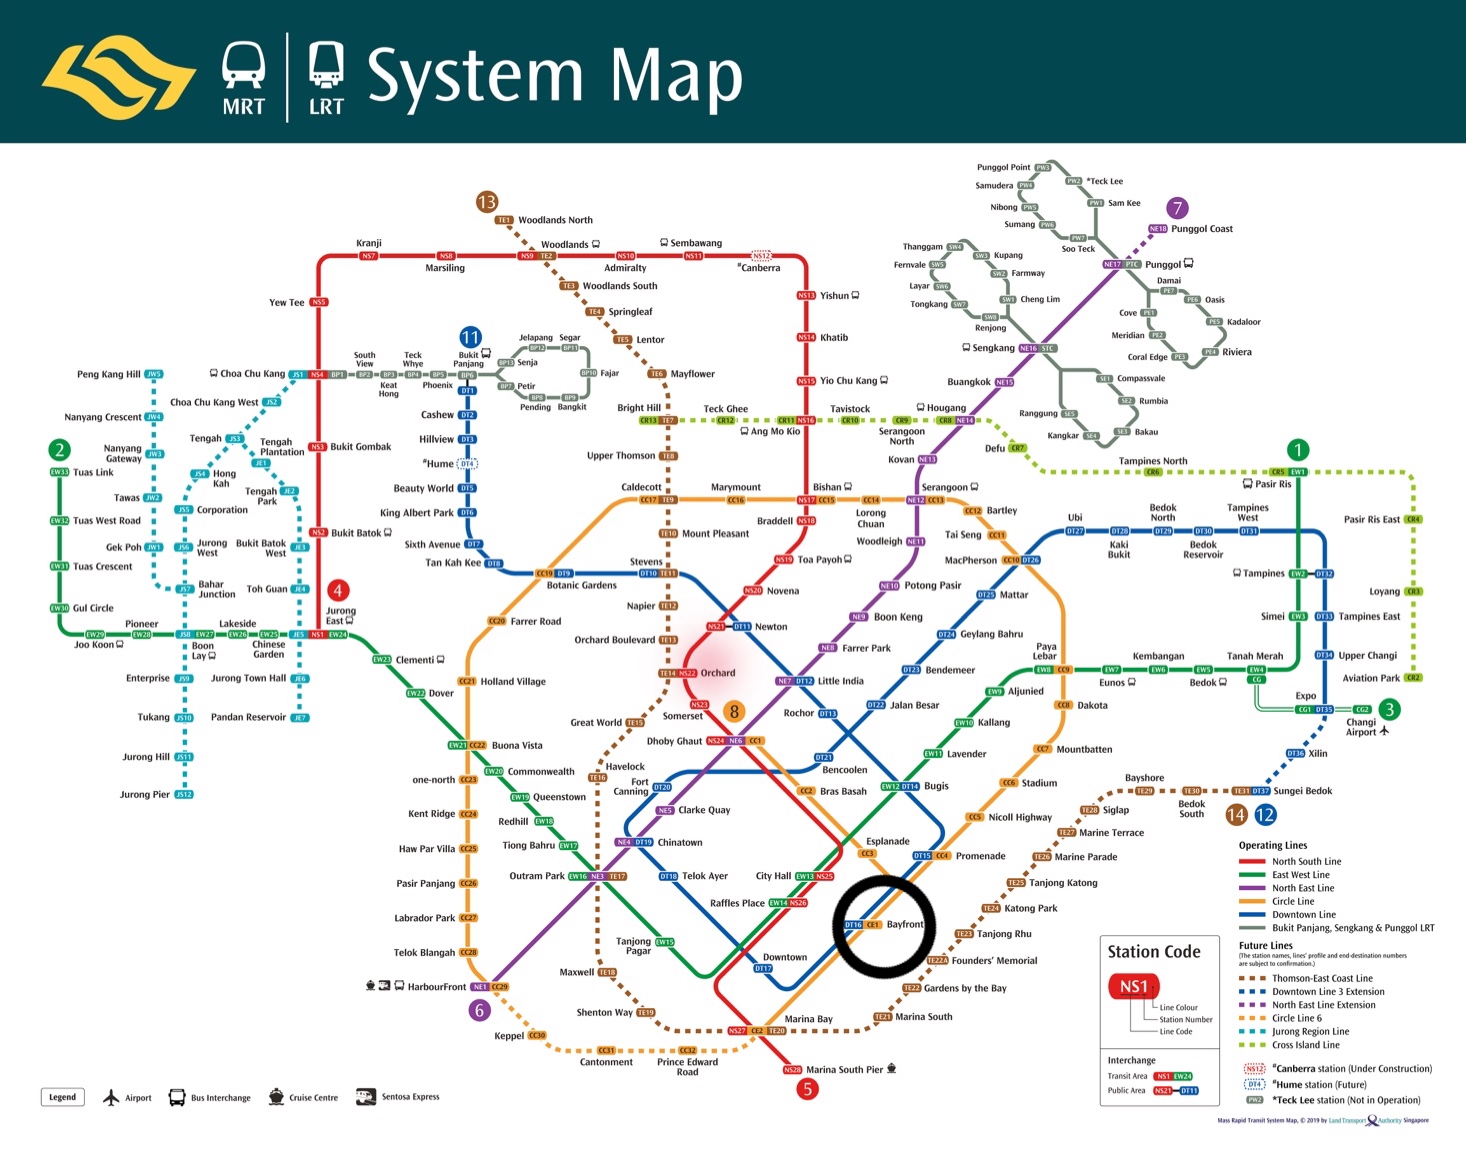 MRT
LRT
System Map
13
TE1 Woodlands North
Kranji
NS7
NS8
Marsiling
Woodlands
NS9 TE2
NS10
Admiralty
Sembawang
NS11
NS12
#Canberra
Yew Tee NS5
TE3 Woodlands South
TE4 Springleaf
TE5 Lentor
TE6 Mayflower
NS13 Yishun
NS14 Khatib
NS15 Yio Chu Kang
Punggol Point PW3
PW2 *Teck Lee
Samudera PW4
PW1 Sam Kee
Nibong PW5
Sumang PW6
PW7
Soo Teck
7
NE18 Punggol Coast
NE17 PTC Punggol
Thanggam SW4
SW3 Kupang
Fernvale SW5
SW2 Farmway
Layar SW6
SW1 Cheng Lim
Tongkang SW7
SW8
Renjong
Damai
PE7
PE6 Oasis
Cove PE1
PE5 Kadaloor
Meridian PE2
PE4 Riviera
Coral Edge PE3
Sengkang NE16 STC
Buangkok NE15
SE1 Compassvale
SE2 Rumbia
SE3 Bakau
Kangkar SE4
Ranggung SE5
11
Bukit
Panjang
BP6
DT1
Peng Kang Hill JW5
Choa Chu Kang JS1 NS4 BP1
South
View
BP2
BP3
Keat
Hong
Teck
Whye
BP4
BP5
Phoenix
Jelapang
BP12
Segar
BP11
BP13 Senja
BP10 Fajar
BP7 Petir
BP8
Pending
BP9
Bangkit
Choa Chu Kang West JS2
Nanyang Crescent JW4
Tengah
JS3
Tengah
Plantation
JE1
Nanyang
Gateway JW3
JS4 Hong
Kah
Tengah
Park JE2
Tawas JW2
JS5 Corporation
Gek Poh JW1
JS6 Jurong
West
Bukit Batok
West JE3
JS7 Bahar
Junction
Toh Guan JE4
NS3 Bukit Gombak
NS2 Bukit Batok
4
Jurong
East
NS1 EW24
JE5
2
EW33 Tuas Link
EW32 Tuas West Road
EW31 Tuas Crescent
EW30 Gul Circle
EW29
Joo Koon
Pioneer
EW28
JS8 EW27
Boon
Lay
Lakeside
EW26
EW25
Chinese
Garden
Enterprise JS9
Jurong Town Hall JE6
Tukang JS10
Pandan Reservoir JE7
Jurong Hill JS11
Jurong Pier JS12
Cashew DT2
Hillview DT3
#Hume DT4
Beauty World DT5
King Albert Park DT6
Sixth Avenue DT7
Tan Kah Kee DT8
CC19 DT9
Botanic Gardens
Stevens
DT10 TE11
Bright Hill
CR13 TE7
Teck Ghee
CR12
CR11 NS16
Ang Mo Kio
Tavistock
CR10
CR9
Serangoon
North
Hougang
CR8 NE14
Defu CR7
Tampines North
CR6
CR5 EW1
Pasir Ris
1
Upper Thomson TE8
Caldecott
CC17 TE9
Marymount
CC16
Bishan
NS17 CC15
CC14
Lorong
Chuan
Serangoon
NE12 CC13
Kovan NE13
CC12 Bartley
Tai Seng CC11
MacPherson CC10 DT26
Ubi
DT27
DT28
Kaki
Bukit
Bedok
North
DT29
DT30
Bedok
Reservoir
Tampines
West
DT31
Pasir Ris East CR4
Loyang CR3
Aviation Park CR2
Braddell NS18
Woodleigh NE11
TE10 Mount Pleasant
NS19 Toa Payoh
NS20 Novena
NE10 Potong Pasir
NE9 Boon Keng
NE8 Farrer Park
Tampines EW2 DT32
Simei EW3
DT33 Tampines East
DT34 Upper Changi
Tanah Merah
EW4
CG
Expo
CG1 DT35
CG2
Changi
Airport
3
DT36 Xilin
DT25 Mattar
DT24 Geylang Bahru
DT23 Bendemeer
DT22 Jalan Besar
Paya
Lebar
EW8 CC9
EW7
Eunos
Kembangan
EW6
EW5
Bedok
EW9 Aljunied
EW10 Kallang
EW11 Lavender
CC8 Dakota
CC7 Mountbatten
CC6 Stadium
CC5 Nicoll Highway
CC20 Farrer Road
CC21 Holland Village
EW23 Clementi
EW22 Dover
EW21 CC22 Buona Vista
Napier TE12
Orchard Boulevard TE13
TE14 NS22 Orchard
NS21 DT11 Newton
NE7 DT12 Little India
Rochor DT13
NS23
Somerset
8
Dhoby Ghaut NS24 NE6 CC1
Great World TE15
Havelock
TE16
one-north CC23
EW20 Commonwealth
EW19 Queenstown
Redhill EW18
Tiong Bahru EW17
Outram Park EW16 NE3 TE17
Kent Ridge CC24
Haw Par Villa CC25
Pasir Panjang CC26
Labrador Park CC27
Telok Blangah CC28
HarbourFront NE1 CC29
6
Fort
Canning DT20
NE5 Clarke Quay
NE4 DT19 Chinatown
DT21
Bencoolen
CC2 Bras Basah
EW12 DT14 Bugis
Esplanade
CC3
DT15 CC4 Promenade
DT18 Telok Ayer
City Hall EW13 NS25
Raffles Place EW14 NS26
DT16 CE1 Bayfront
Tanjong
Pagar EW15
Downtown
DT17
Maxwell TE18
Shenton Way TE19
Marina Bay
NS27 CE2 TE20
NS28 Marina South Pier
5
Keppel CC30
CC31
Cantonment
CC32
Prince Edward
Road
TE21 Marina South
TE22 Gardens by the Bay
TE22A Founders' Memorial
TE23 Tanjong Rhu
TE24 Katong Park
TE25 Tanjong Katong
TE26 Marine Parade
TE27 Marine Terrace
TE28 Siglap
Bayshore
TE29
TE30
Bedok
South
TE31 DT37 Sungei Bedok
14
12
Operating Lines
North South Line
East West Line
North East Line
Circle Line
Downtown Line
Bukit Panjang, Sengkang & Punggol LRT
Future Lines
(The station names, lines' profile and end-destination numbers
are subject to confirmation.)
Thomson-East Coast Line
Downtown Line 3 Extension
North East Line Extension
Circle Line 6
Jurong Region Line
Cross Island Line
NS12 #Canberra station (Under Construction)
DT4 #Hume station (Future)
PW2 *Teck Lee station (Not in Operation)
Station Code
NS1
Line Colour
Station Number
Line Code
Interchange
Transit Area NS1 EW24
Public Area NS21 DT11
Legend
Airport
Bus Interchange
Cruise Centre
Sentosa Express
Mass Rapid Transit System Map, © 2019 by Land Transport Authority Singapore